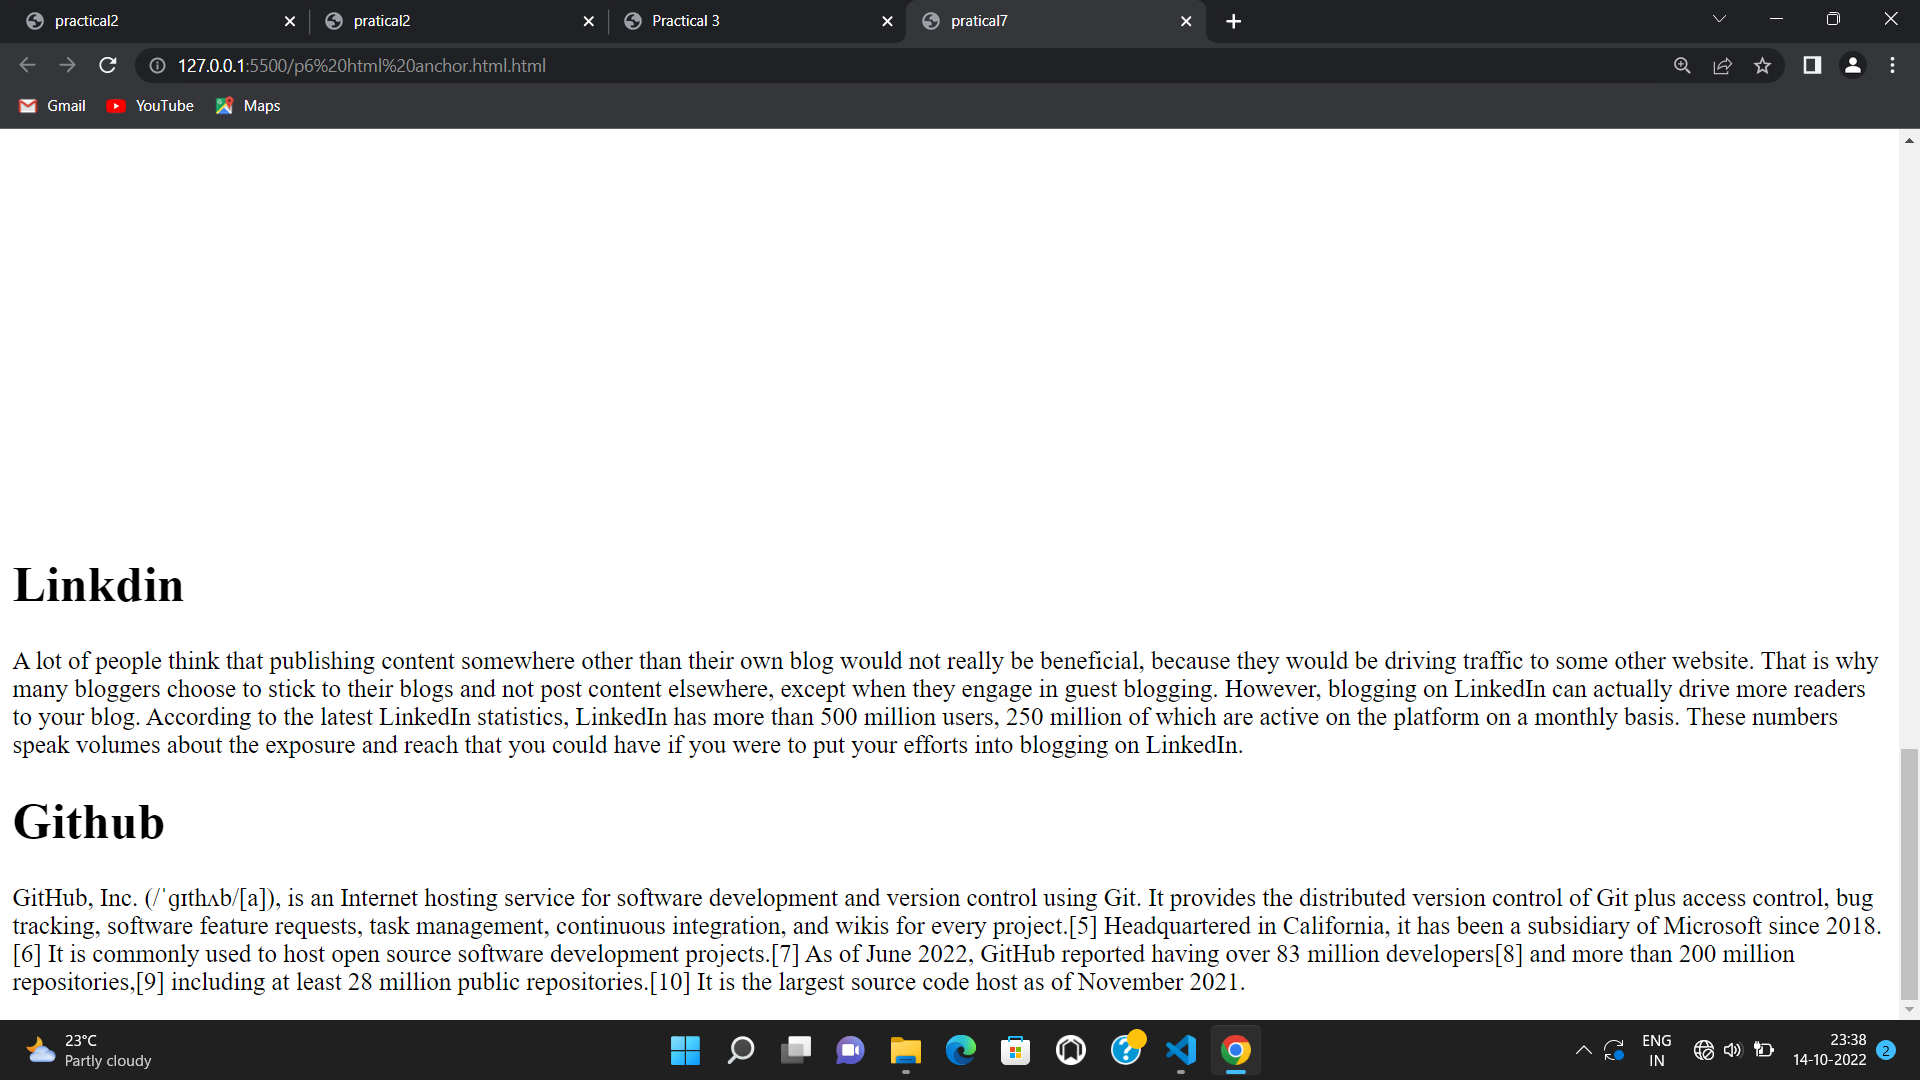 practical2
pratical2
Practical 3
pratical7
127.0.0.1:5500/p6%20html%20anchor.html.html
Gmail
YouTube
Maps
Linkdin
A lot of people think that publishing content somewhere other than their own blog would not really be beneficial, because they would be driving traffic to some other website. That is why
many bloggers choose to stick to their blogs and not post content elsewhere, except when they engage in guest blogging. However, blogging on LinkedIn can actually drive more readers
to your blog. According to the latest LinkedIn statistics, LinkedIn has more than 500 million users, 250 million of which are active on the platform on a monthly basis. These numbers
speak volumes about the exposure and reach that you could have if you were to put your efforts into blogging on LinkedIn.
Github
GitHub, Inc. (/ˈɡɪthʌb/[a]), is an Internet hosting service for software development and version control using Git. It provides the distributed version control of Git plus access control, bug
tracking, software feature requests, task management, continuous integration, and wikis for every project.[5] Headquartered in California, it has been a subsidiary of Microsoft since 2018.
[6] It is commonly used to host open source software development projects.[7] As of June 2022, GitHub reported having over 83 million developers[8] and more than 200 million
repositories,[9] including at least 28 million public repositories.[10] It is the largest source code host as of November 2021.
23°C
Partly cloudy
ENG
IN
23:38
14-10-2022
2